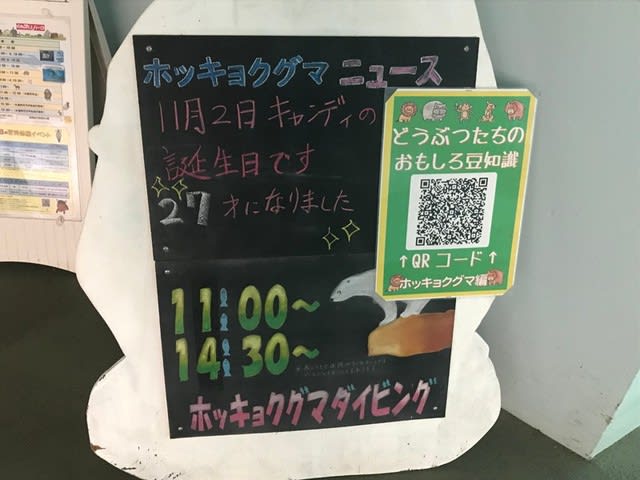 ホッキョクグマ ニュース
11月2日 キャンディの
誕生日です
27才になりました
11:00~
14:30~
ホッキョクグマダイビング
どうぶつたちの
おもしろ豆知識
↑QRコード↑
ホッキョクグマ編